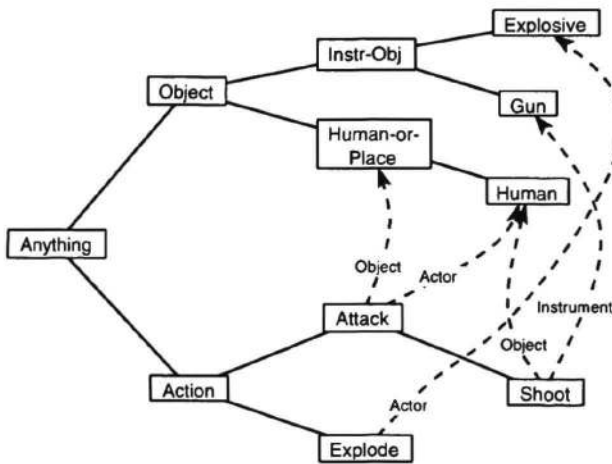 Explosive
Instr-Obj
Object
Gun
Human-or-
Place
Human
Anything
Object
Actor
Instrument
Attack
Object
Action
Actor
Shoot
Explode